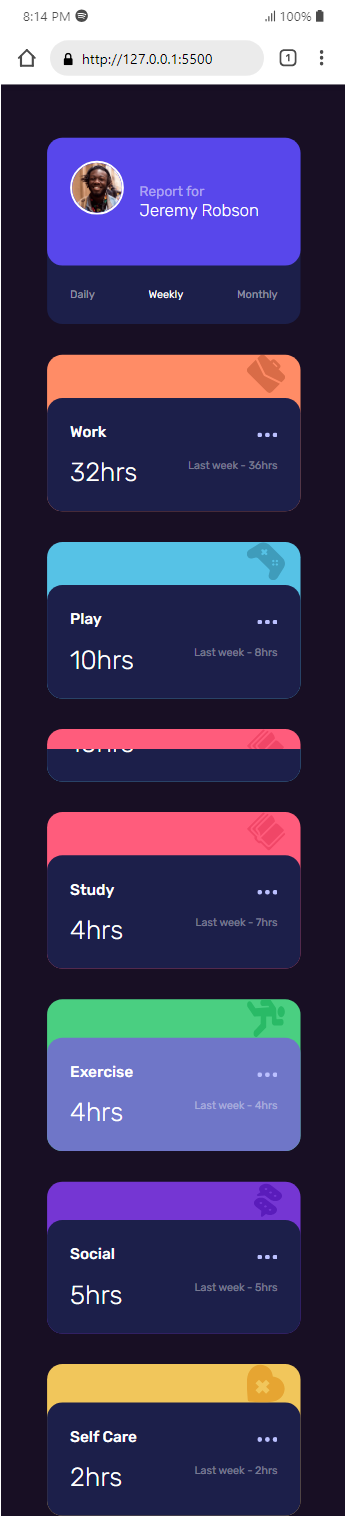 8:14 PM
100%
http://127.0.0.1:5500
1
Report for
Jeremy Robson
Daily Weekly Monthly
Work
32hrs
Last week - 36hrs
Play
10hrs
Last week - 8hrs
Study
4hrs
Last week - 7hrs
Exercise
4hrs
Last week - 4hrs
Social
5hrs
Last week - 5hrs
Self Care
2hrs
Last week - 2hrs